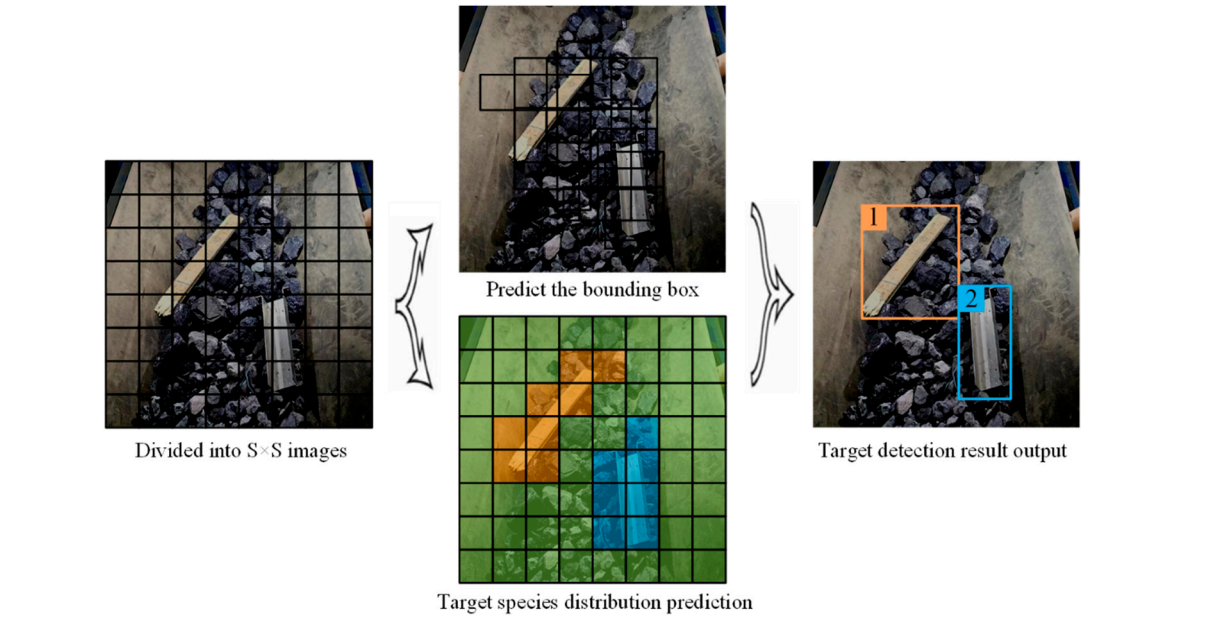 Predict the bounding box
1
2
Divided into S×S images
Target detection result output
Target species distribution prediction